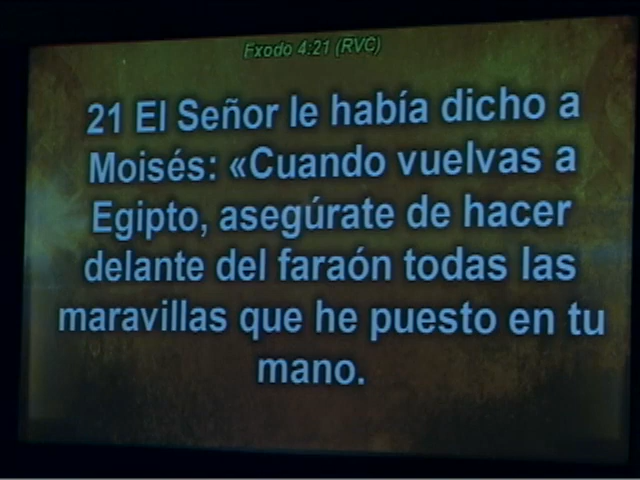 Éxodo 4:21 (RVC)
21 El Señor le había dicho a
Moisés: «Cuando vuelvas a
Egipto, asegúrate de hacer
delante del faraón todas las
maravillas que he puesto en tu
mano.